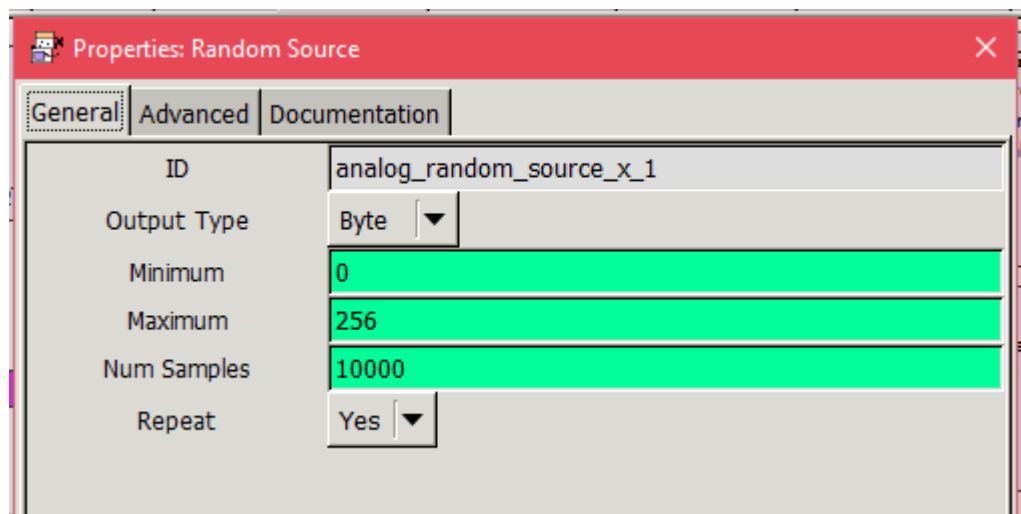 Properties: Random Source
General Advanced Documentation
ID analog_random_source_x_1
Output Type Byte
Minimum 0
Maximum 256
Num Samples 10000
Repeat Yes